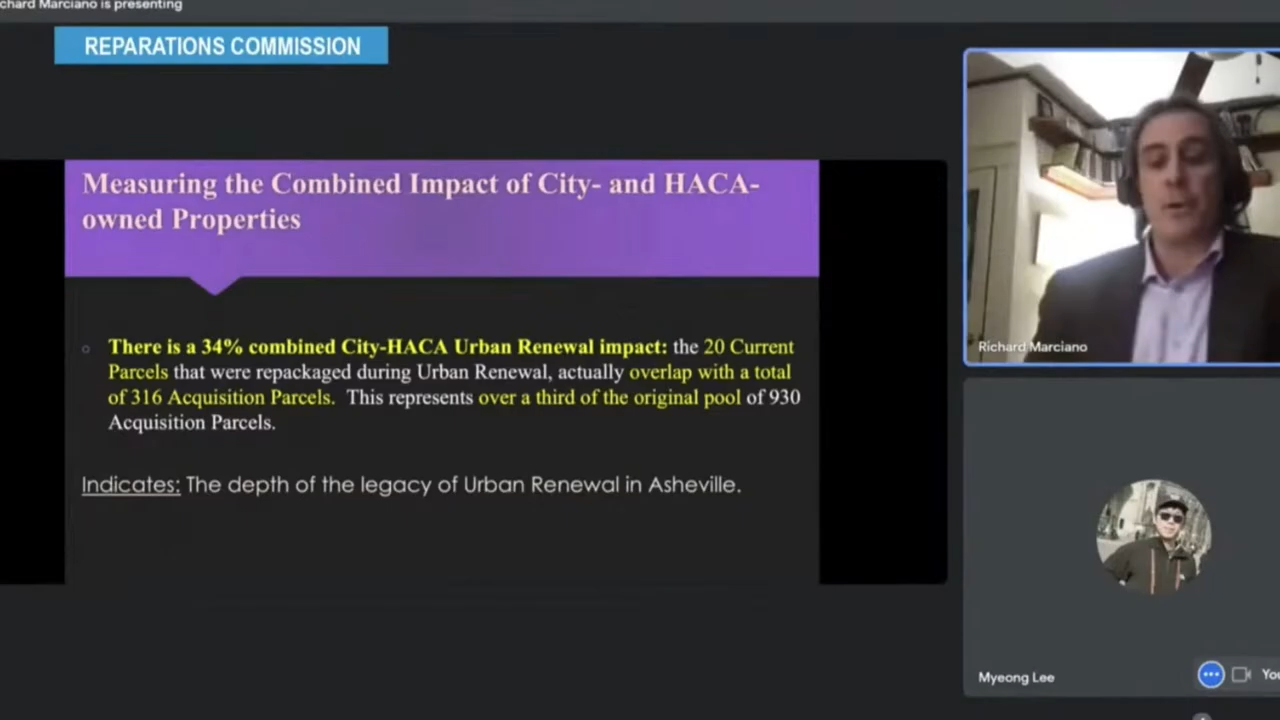 chard Marciano is presenting
REPARATIONS COMMISSION
Measuring the Combined Impact of City- and HACA-
owned Properties
There is a 34% combined City-HACA Urban Renewal impact: the 20 Current
Parcels that were repackaged during Urban Renewal, actually overlap with a total
of 316 Acquisition Parcels. This represents over a third of the original pool of 930
Acquisition Parcels.
Indicates: The depth of the legacy of Urban Renewal in Asheville.
Richard Marciano
Myeong Lee
You